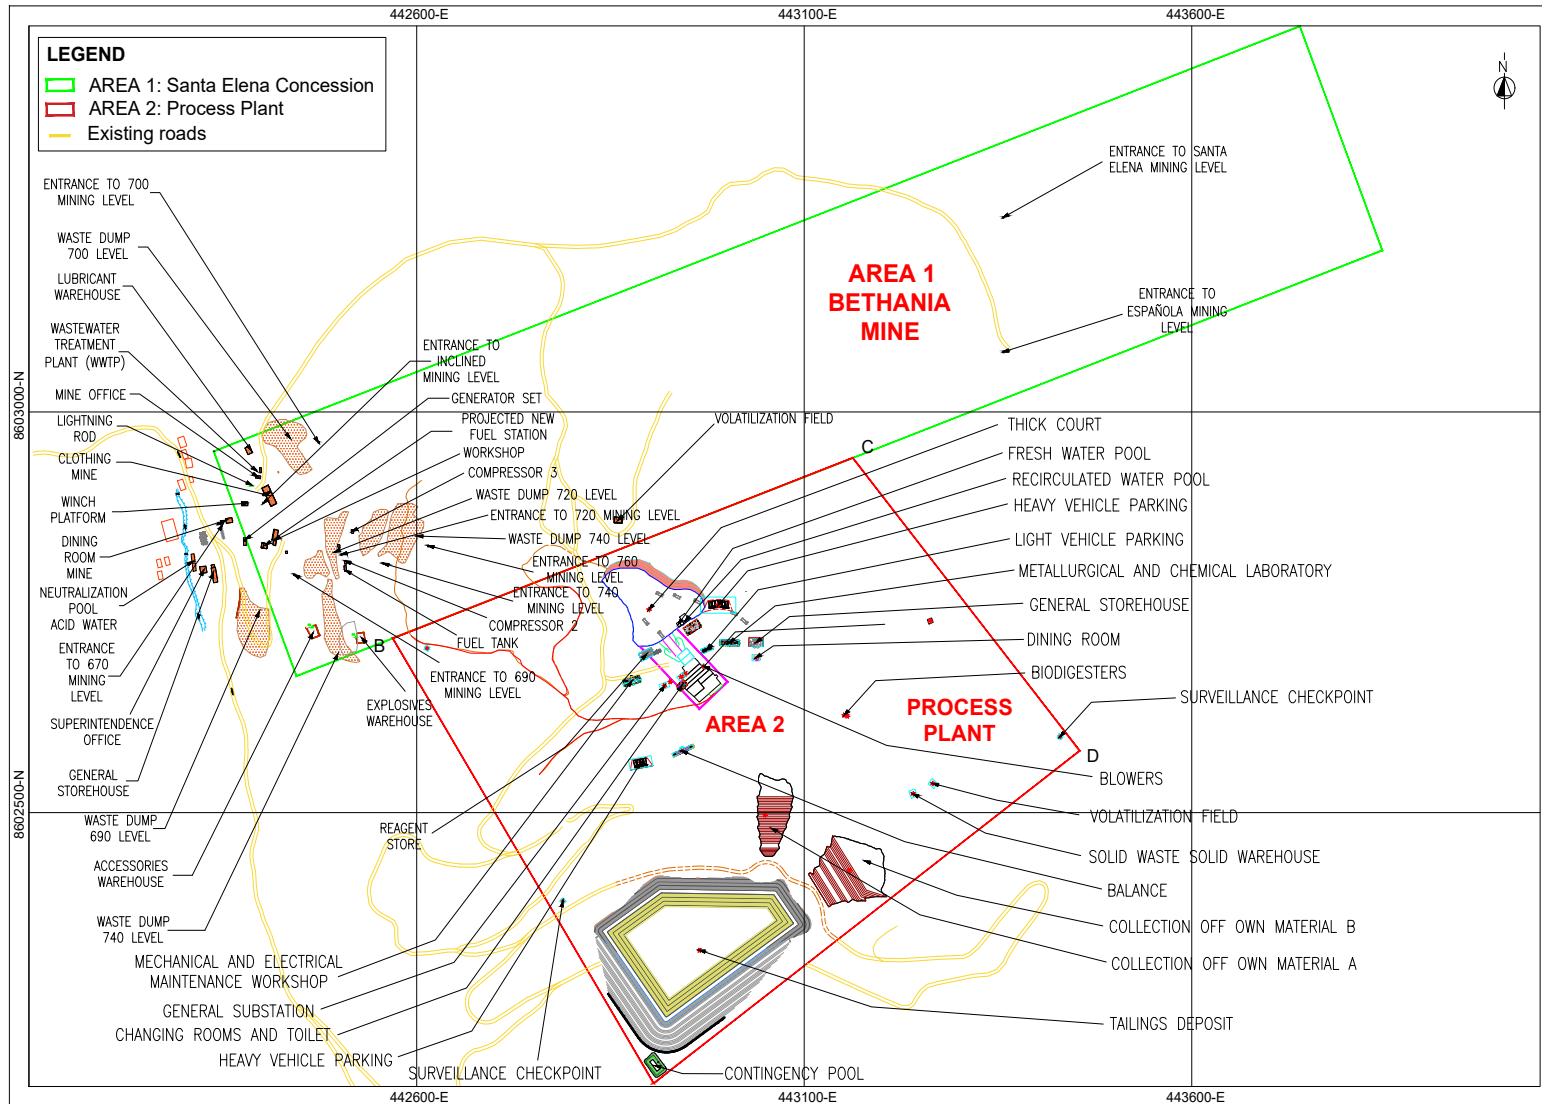 442600-E
443100-E
443600-E
LEGEND
AREA 1: Santa Elena Concession
AREA 2: Process Plant
Existing roads
N
ENTRANCE TO SANTA
ELENA MINING LEVEL
ENTRANCE TO 700
MINING LEVEL
WASTE DUMP
700 LEVEL
LUBRICANT
WAREHOUSE
WASTEWATER
TREATMENT
PLANT (WWTP)
MINE OFFICE
LIGHTNING
ROD
CLOTHING
MINE
WINCH
PLATFORM
DINING
ROOM
MINE
NEUTRALIZATION
POOL
ACID WATER
ENTRANCE
TO 670
MINING
LEVEL
SUPERINTENDENCE
OFFICE
GENERAL
STOREHOUSE
WASTE DUMP
690 LEVEL
ACCESSORIES
WAREHOUSE
WASTE DUMP
740 LEVEL
AREA 1
BETHANIA
MINE
ENTRANCE TO
ESPAÑOLA MINING
LEVEL
ENTRANCE TO
INCLINED
MINING LEVEL
GENERATOR SET
PROJECTED NEW
FUEL STATION
WORKSHOP
COMPRESSOR 3
WASTE DUMP 720 LEVEL
ENTRANCE TO 720 MINING LEVEL
WASTE DUMP 740 LEVEL
ENTRANCE TO 760
MINING LEVEL
ENTRANCE TO 740
MINING LEVEL
COMPRESSOR 2
FUEL TANK
ENTRANCE TO 690
MINING LEVEL
EXPLOSIVES
WAREHOUSE
VOLATILIZATION FIELD
B
C
D
THICK COURT
FRESH WATER POOL
RECIRCULATED WATER POOL
HEAVY VEHICLE PARKING
LIGHT VEHICLE PARKING
METALLURGICAL AND CHEMICAL LABORATORY
GENERAL STOREHOUSE
DINING ROOM
BIODIGESTERS
SURVEILLANCE CHECKPOINT
AREA 2
PROCESS
PLANT
BLOWERS
VOLATILIZATION FIELD
SOLID WASTE SOLID WAREHOUSE
BALANCE
COLLECTION OFF OWN MATERIAL B
COLLECTION OFF OWN MATERIAL A
TAILINGS DEPOSIT
REAGENT
STORE
MECHANICAL AND ELECTRICAL
MAINTENANCE WORKSHOP
GENERAL SUBSTATION
CHANGING ROOMS AND TOILET
HEAVY VEHICLE PARKING
SURVEILLANCE CHECKPOINT
CONTINGENCY POOL
8603000-N
8602500-N
442600-E
443100-E
443600-E